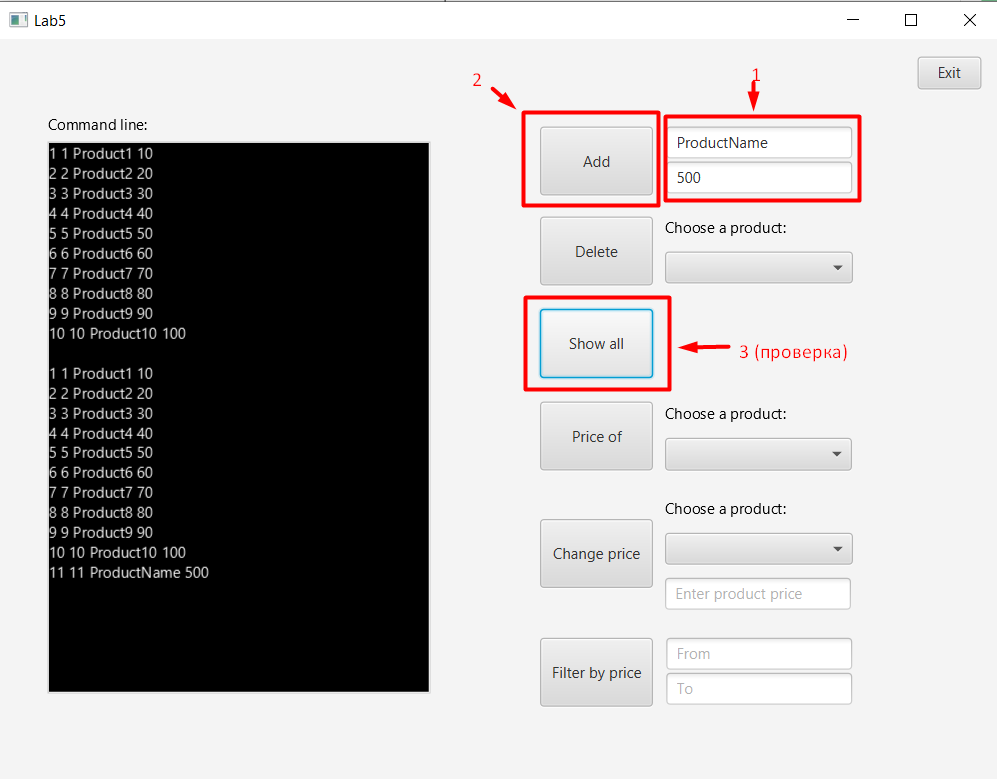 Lab5
Exit
2
1
Command line:
1 1 Product1 10
2 2 Product2 20
3 3 Product3 30
4 4 Product4 40
5 5 Product5 50
6 6 Product6 60
7 7 Product7 70
8 8 Product8 80
9 9 Product9 90
10 10 Product10 100
1 1 Product1 10
2 2 Product2 20
3 3 Product3 30
4 4 Product4 40
5 5 Product5 50
6 6 Product6 60
7 7 Product7 70
8 8 Product8 80
9 9 Product9 90
10 10 Product10 100
11 11 ProductName 500
Add
ProductName
500
Delete
Choose a product:
Show all
3 (проверка)
Price of
Choose a product:
Change price
Choose a product:
Enter product price
Filter by price
From
To